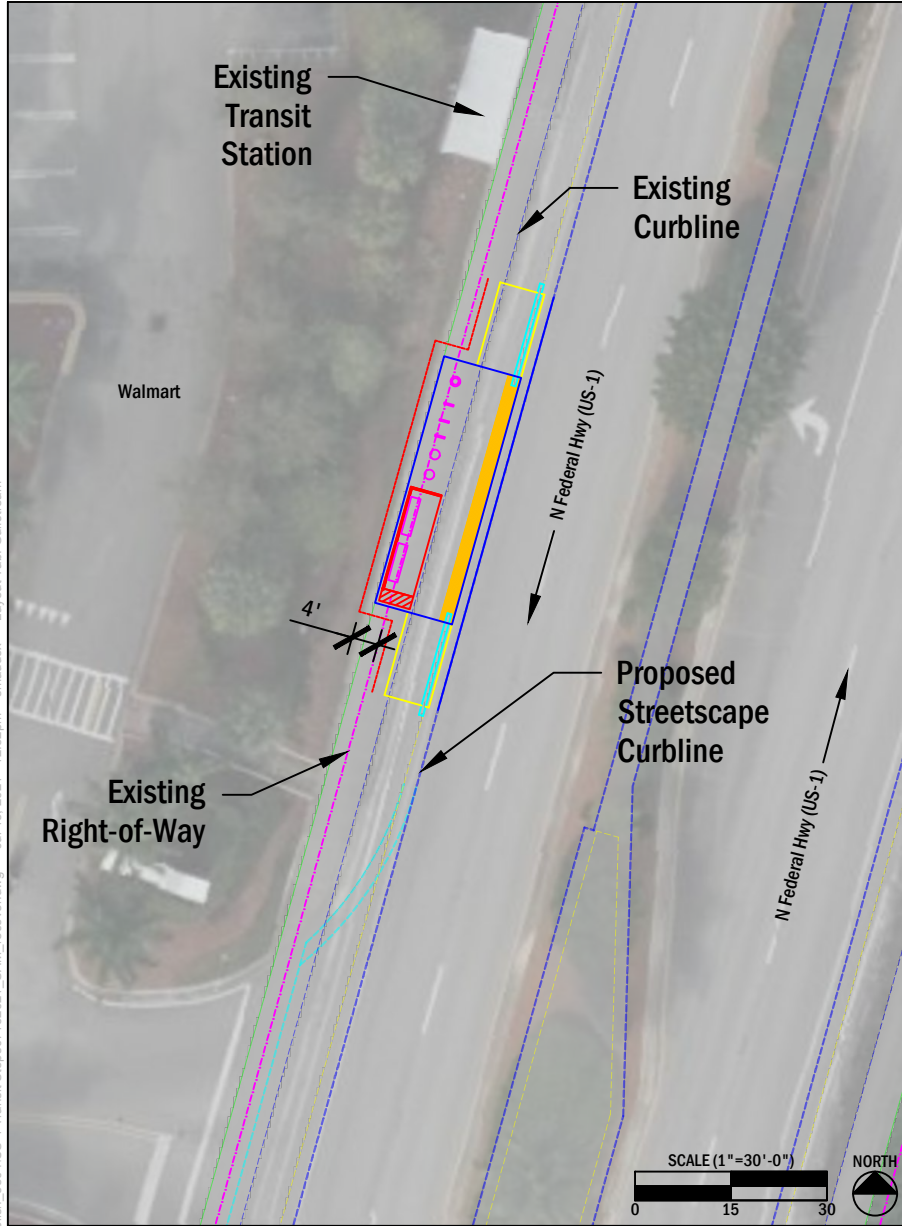 Existing
Transit
Station
Existing
Curbline
Walmart
N Federal Hwy (US-1)
4'
Proposed
Streetscape
Curbline
Existing
Right-of-Way
N Federal Hwy (US-1)
SCALE (1"=30'-0")
0 15 30
NORTH